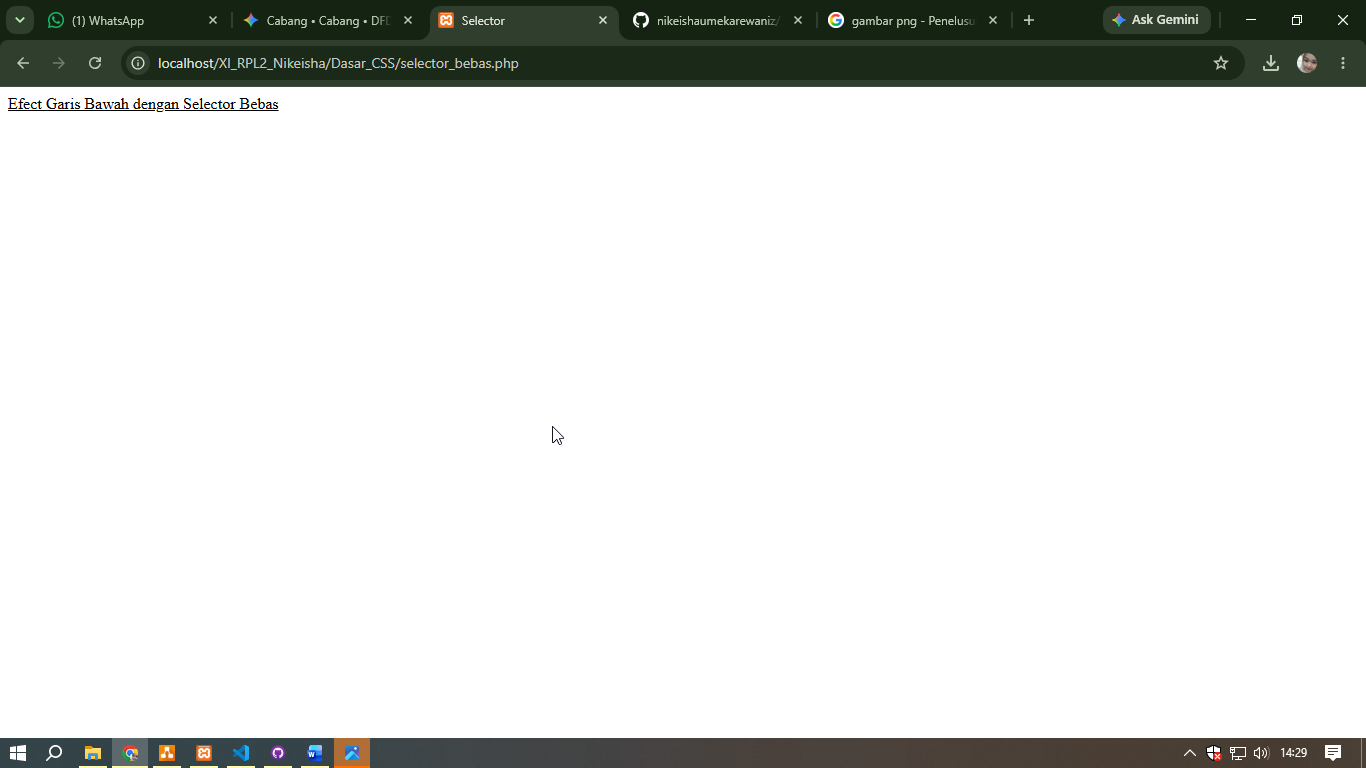 (1) WhatsApp
Cabang • Cabang • DFD
Selector
nikeishaumekarewaniz/
gambar png - Penelusu
Ask Gemini
localhost/XI_RPL2_Nikeisha/Dasar_CSS/selector_bebas.php
Efect Garis Bawah dengan Selector Bebas
14:29